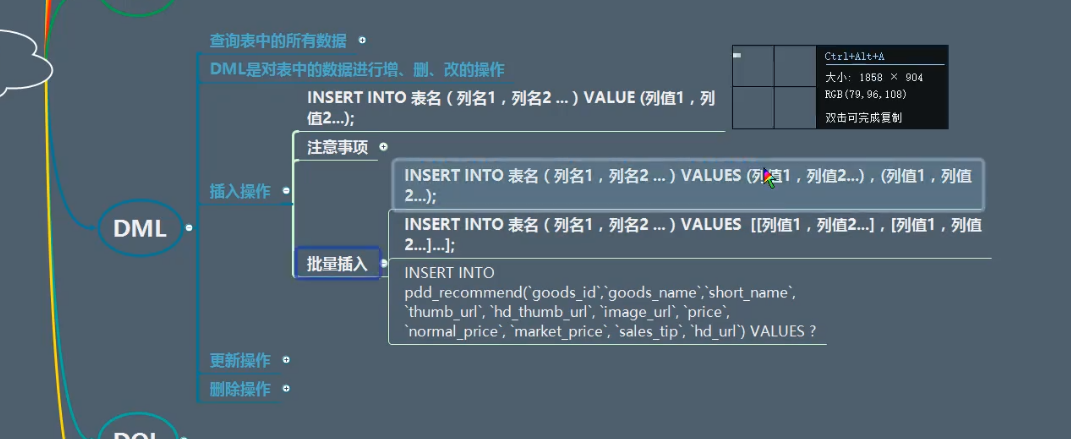 查询表中的所有数据
DML是对表中的数据进行增、删、改的操作
INSERT INTO 表名（列名1，列名2 ...）VALUE (列值1，列
值2...);
注意事项
插入操作
INSERT INTO 表名（列名1，列名2 ...）VALUES (列值1，列值2...)，(列值1，列值
2...);
INSERT INTO 表名（列名1，列名2 ...）VALUES [[列值1，列值2...]，[列值1，列值
2...]...];
DML
批量插入
INSERT INTO
pdd_recommend(`goods_id`,`goods_name`,`short_name`,
`thumb_url`, `hd_thumb_url`, `image_url`, `price`,
`normal_price`, `market_price`, `sales_tip`, `hd_url`) VALUES ?
更新操作
删除操作
DQL
Ctrl+Alt+A
大小: 1858 × 904
RGB(79,96,108)
双击可完成复制